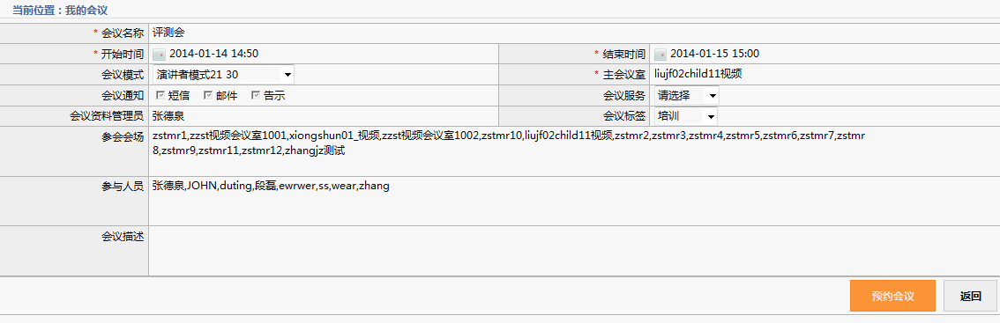 当前位置：我的会议
* 会议名称 评测会
* 开始时间 2014-01-14 14:50 * 结束时间 2014-01-15 15:00
会议模式 演讲者模式21 30 * 主会议室 liujf02child11视频
会议通知 短信 邮件 告示 会议服务 请选择
会议资料管理员 张德泉 会议标签 培训
参会会场 zstmr1,zzst视频会议室1001,xiongshun01_视频,zzst视频会议室1002,zstmr10,liujf02child11视频,zstmr2,zstmr3,zstmr4,zstmr5,zstmr6,zstmr7,zstmr
8,zstmr9,zstmr11,zstmr12,zhangjz测试
参与人员 张德泉,JOHN,duting,段磊,ewrwer,ss,wear,zhang
会议描述
预约会议 返回